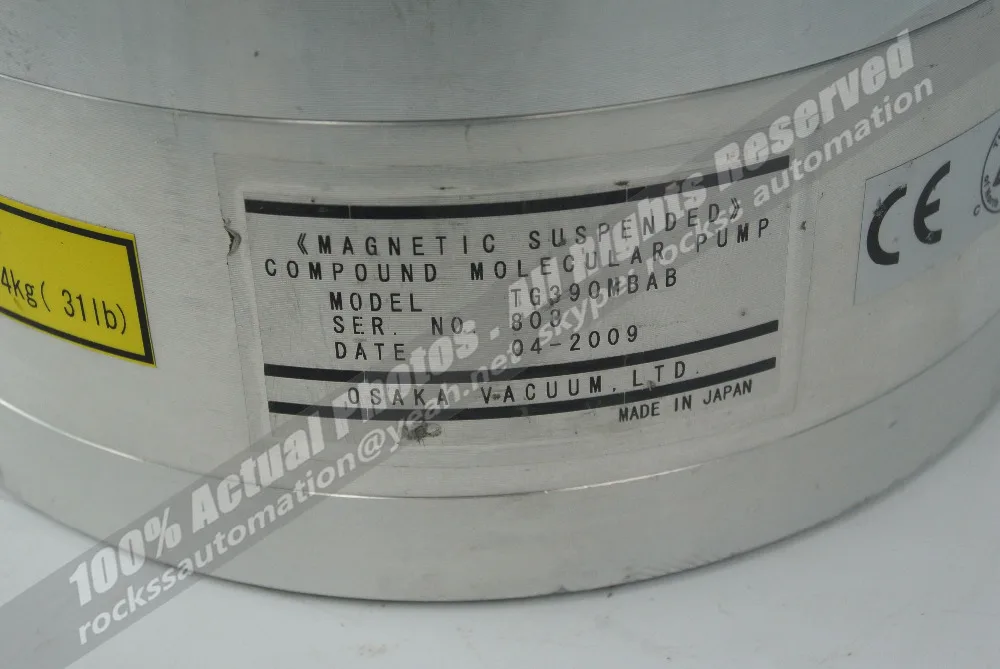 《MAGNETIC SUSPENDED》
COMPOUND MOLECULAR PUMP
MODEL TG390MBAB
SER. NO. 803
DATE 04-2009
OSAKA VACUUM, LTD.
MADE IN JAPAN
4kg( 31lb)
CE
100% Actual Photos . All Rights Reserved
rockssautomation@yeah.net skype: rockss automation